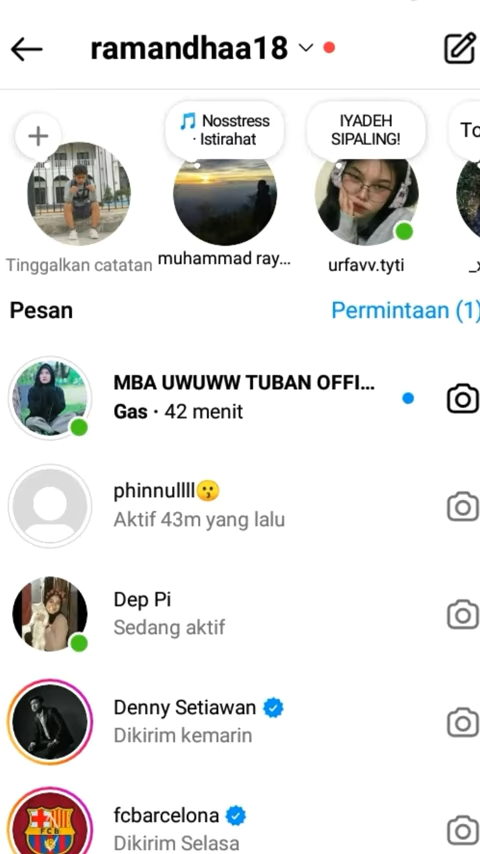 ramandhaa18
Nosstress
· Istirahat
IYADEH
SIPALING!
Tinggalkan catatan
muhammad ray...
urfavv.tyti
Pesan
Permintaan (1)
MBA UWUWW TUBAN OFFI...
Gas · 42 menit
phinnullll😗
Aktif 43m yang lalu
Dep Pi
Sedang aktif
Denny Setiawan
Dikirim kemarin
fcbarcelona
Dikirim Selasa
FCB